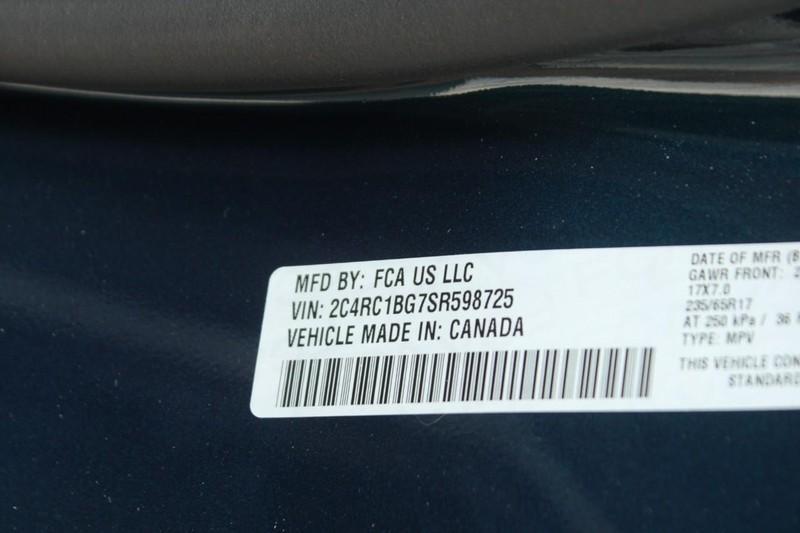 MFD BY: FCA US LLC
VIN: 2C4RC1BG7SR598725
VEHICLE MADE IN: CANADA
DATE OF MFR
GAWR FRONT:
17X7.0
235/65R17
AT 250 kPa / 36
TYPE: MPV
THIS VEHICLE
STANDARD